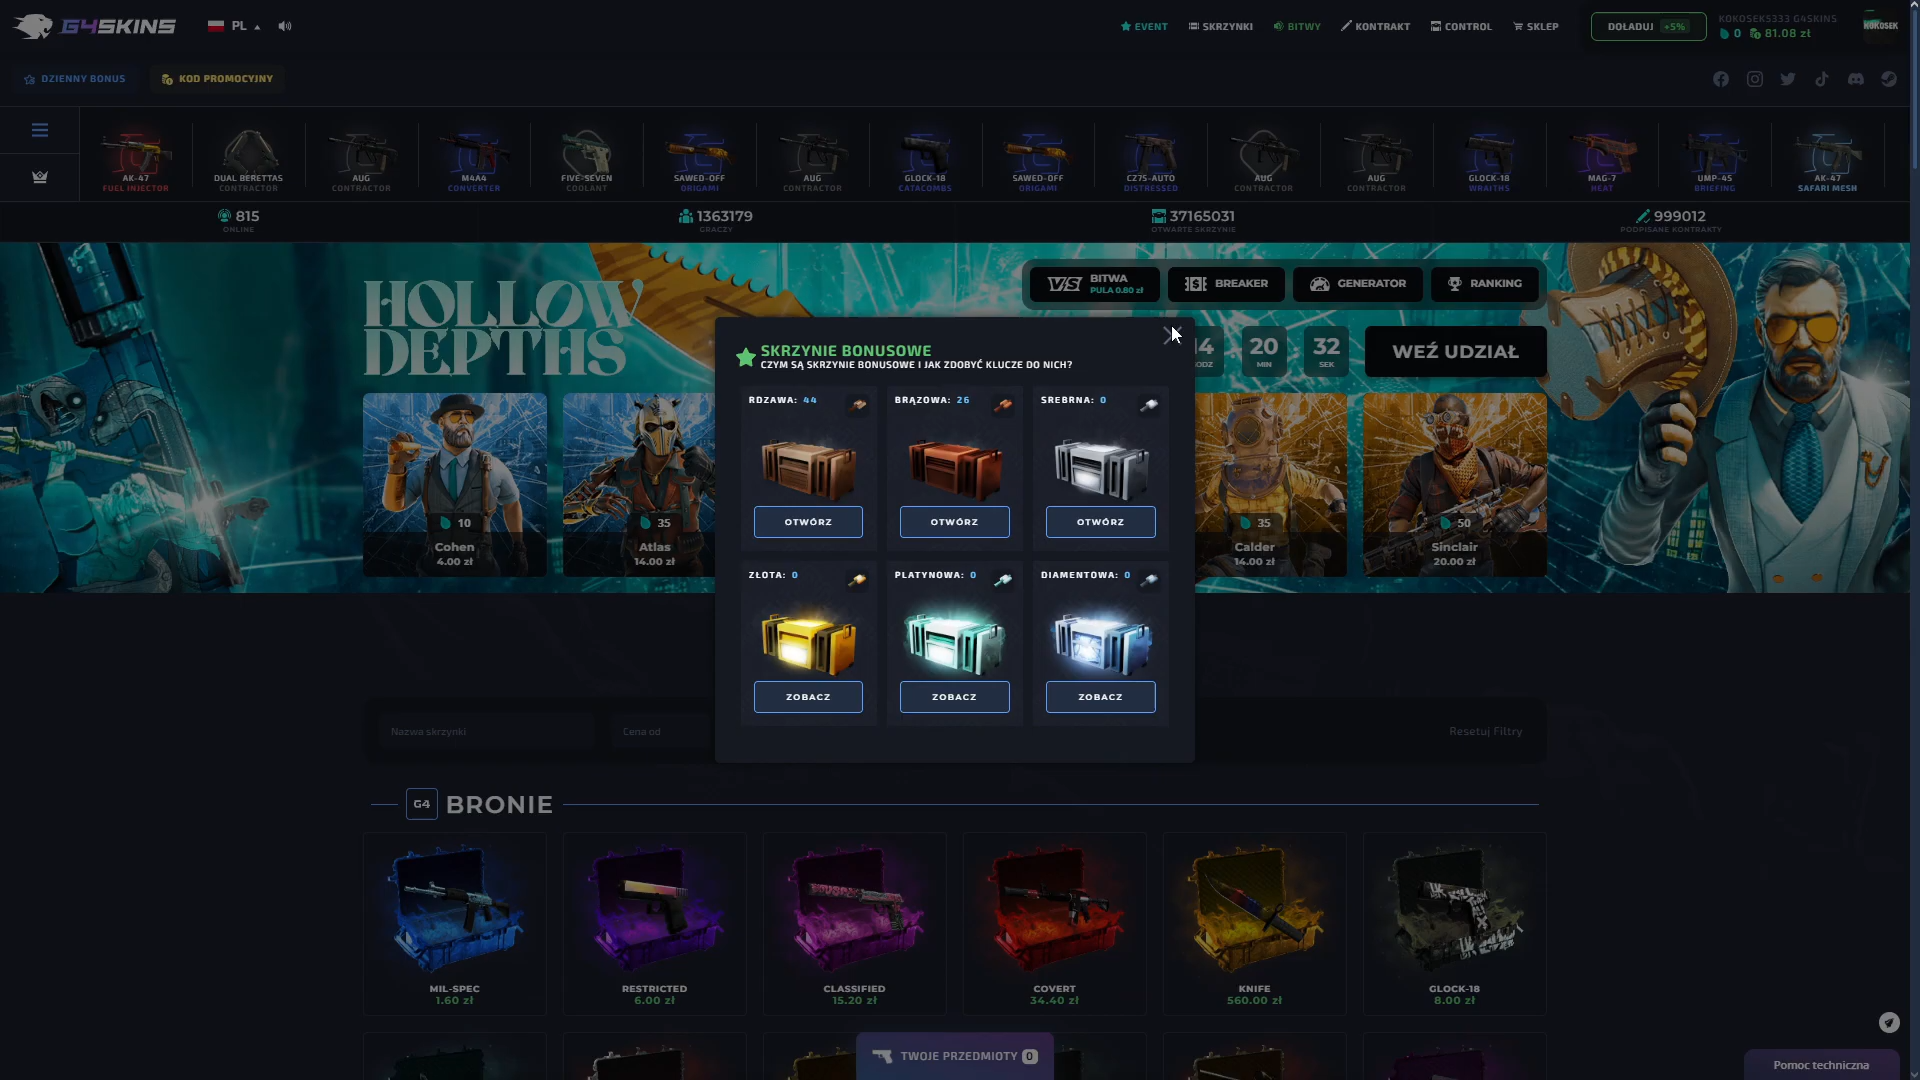 G4SKINS
PL
EVENT
SKRZYNKI
BITWY
KONTRAKT
CONTROL
SKLEP
DOŁADUJ +5%
KOKOSEK5333 G4SKINS
0 81.08 zł
KOKOSEK
DZIENNY BONUS
KOD PROMOCYJNY
AK-47
FUEL INJECTOR
DUAL BERETTAS
CONTRACTOR
AUG
CONTRACTOR
M4A4
CONVERTER
FIVE-SEVEN
COOLANT
SAWED-OFF
ORIGAMI
AUG
CONTRACTOR
GLOCK-18
CATACOMBS
SAWED-OFF
ORIGAMI
CZ75-AUTO
DISTRESSED
AUG
CONTRACTOR
AUG
CONTRACTOR
GLOCK-18
WRAITHS
MAG-7
HEAT
UMP-45
BRIEFING
AK-47
SAFARI MESH
815
ONLINE
1363179
GRACZY
37165031
OTWARTE SKRZYNIE
999012
PODPISANE KONTRAKTY
HOLLOW
DEPTHS
VS BITWA
PULA 0.80 zł
BREAKER
GENERATOR
RANKING
20
MIN
32
SEK
WEŹ UDZIAŁ
10
Cohen
4.00 zł
35
Atlas
14.00 zł
35
Calder
14.00 zł
50
Sinclair
20.00 zł
SKRZYNIE BONUSOWE
CZYM SĄ SKRZYNIE BONUSOWE I JAK ZDOBYĆ KLUCZE DO NICH?
RDZAWA: 44
OTWÓRZ
BRĄZOWA: 26
OTWÓRZ
SREBRNA: 0
OTWÓRZ
ZŁOTA: 0
ZOBACZ
PLATYNOWA: 0
ZOBACZ
DIAMENTOWA: 0
ZOBACZ
Nazwa skrzynki
Cena od
Resetuj Filtry
G4 BRONIE
MIL-SPEC
1.60 zł
RESTRICTED
6.00 zł
CLASSIFIED
15.20 zł
COVERT
34.40 zł
KNIFE
560.00 zł
GLOCK-18
8.00 zł
TWOJE PRZEDMIOTY 0
Pomoc techniczna